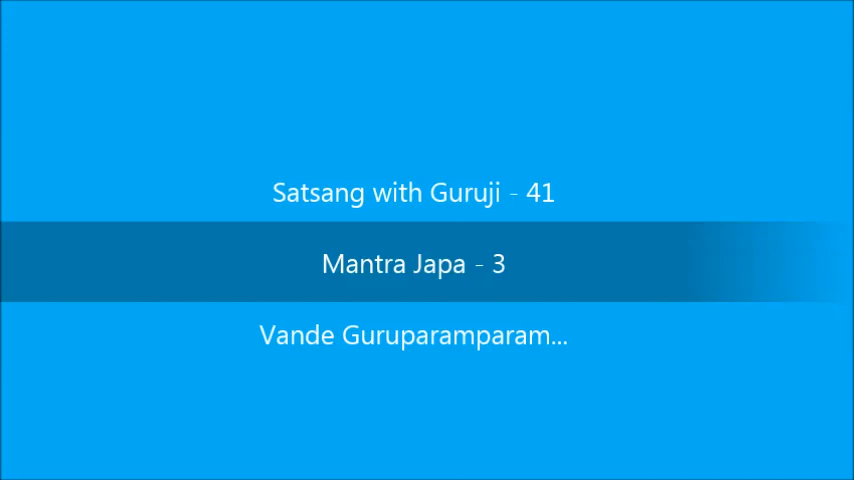 Satsang with Guruji - 41
Mantra Japa - 3
Vande Guruparamparam...